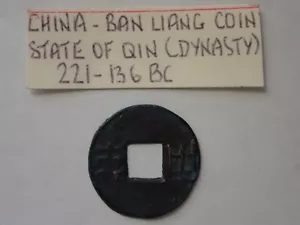 CHINA - BAN LIANG COIN
STATE OF QIN (DYNASTY)
221-136 BC